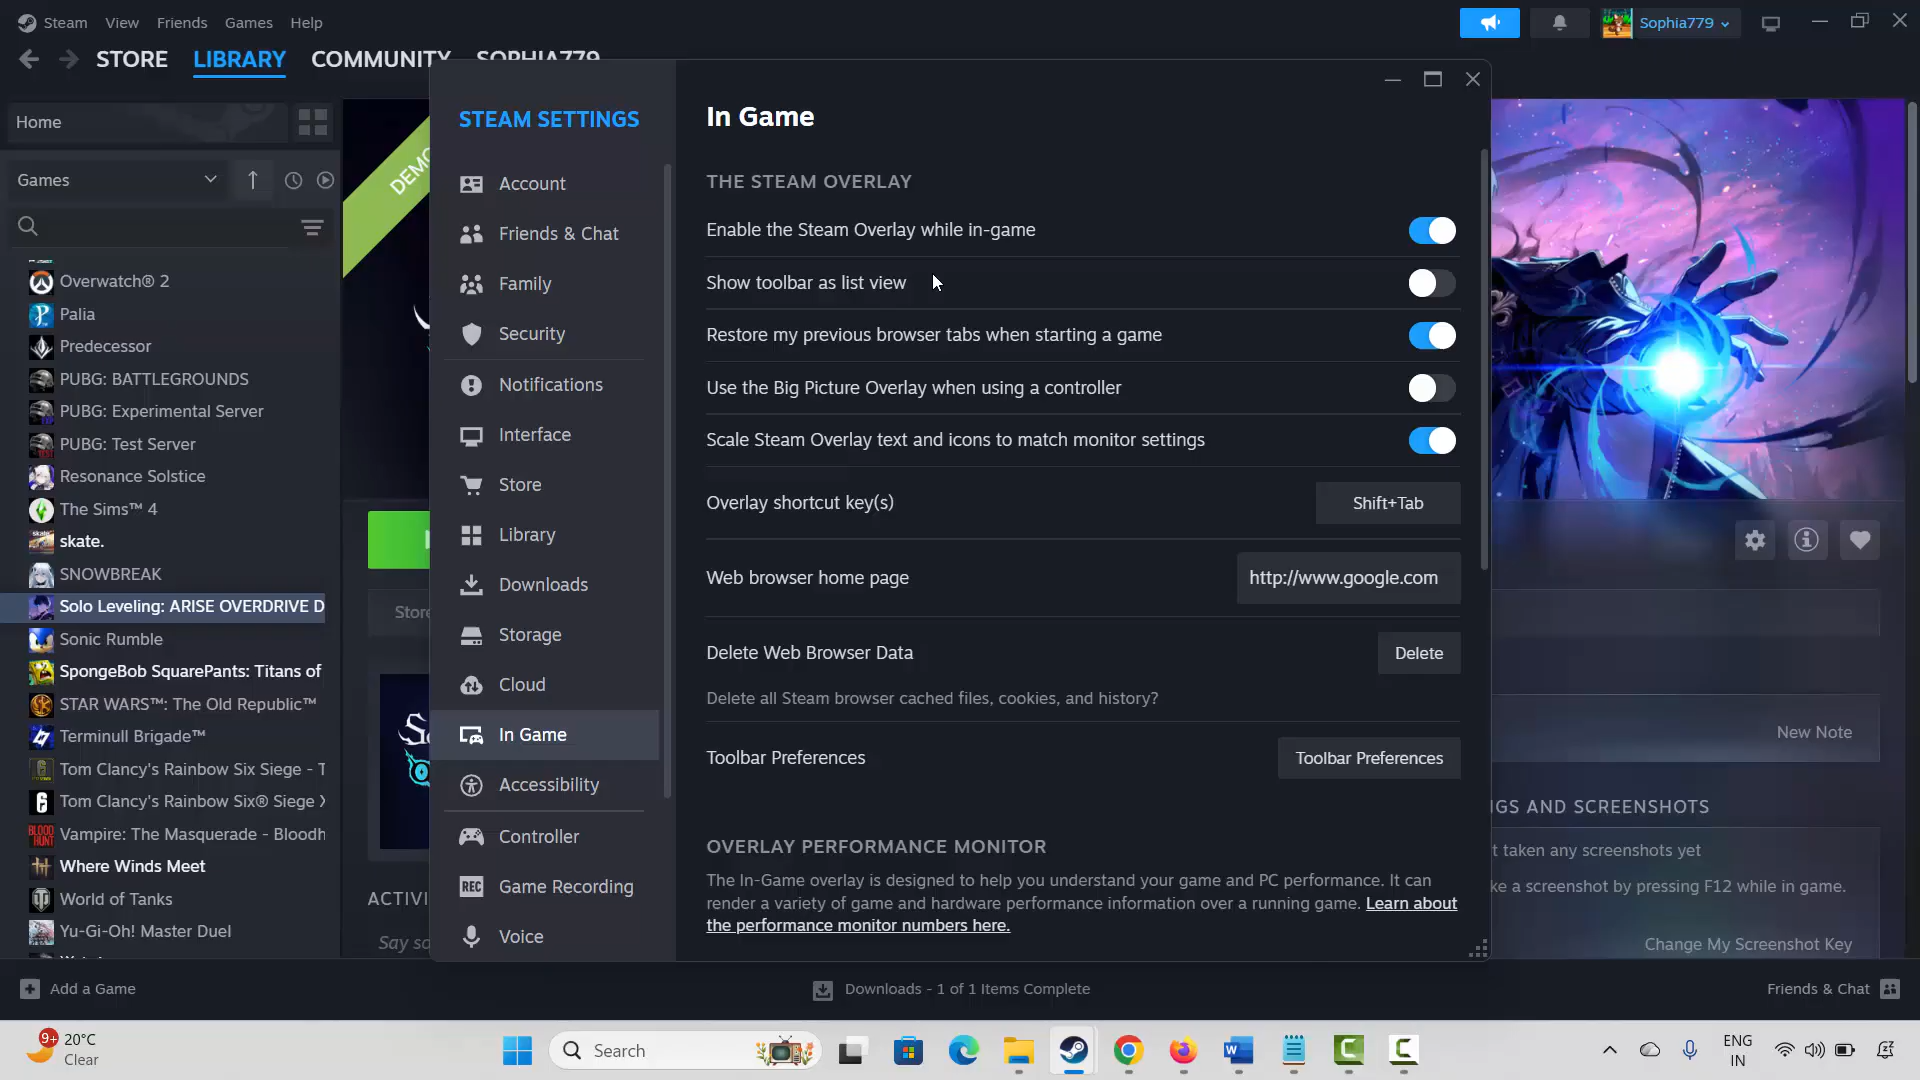 Steam View Friends Games Help
Sophia779
STORE LIBRARY COMMUNITY SOPHIA779
Home
Games
Overwatch® 2
Palia
Predecessor
PUBG: BATTLEGROUNDS
PUBG: Experimental Server
PUBG: Test Server
Resonance Solstice
The Sims™ 4
skate.
SNOWBREAK
Solo Leveling: ARISE OVERDRIVE D
Sonic Rumble
SpongeBob SquarePants: Titans of
STAR WARS™: The Old Republic™
Terminull Brigade™
Tom Clancy's Rainbow Six Siege - T
Tom Clancy's Rainbow Six® Siege X
Vampire: The Masquerade - Bloodh
Where Winds Meet
World of Tanks
Yu-Gi-Oh! Master Duel
DEMO
Store
ACTIVI
Say so
STEAM SETTINGS
Account
Friends & Chat
Family
Security
Notifications
Interface
Store
Library
Downloads
Storage
Cloud
In Game
Accessibility
Controller
REC Game Recording
Voice
In Game
THE STEAM OVERLAY
Enable the Steam Overlay while in-game
Show toolbar as list view
Restore my previous browser tabs when starting a game
Use the Big Picture Overlay when using a controller
Scale Steam Overlay text and icons to match monitor settings
Overlay shortcut key(s) Shift+Tab
Web browser home page http://www.google.com
Delete Web Browser Data Delete
Delete all Steam browser cached files, cookies, and history?
Toolbar Preferences Toolbar Preferences
OVERLAY PERFORMANCE MONITOR
The In-Game overlay is designed to help you understand your game and PC performance. It can
render a variety of game and hardware performance information over a running game. Learn about
the performance monitor numbers here.
New Note
GS AND SCREENSHOTS
t taken any screenshots yet
ke a screenshot by pressing F12 while in game.
Change My Screenshot Key
Add a Game
Downloads - 1 of 1 Items Complete
Friends & Chat
9+
20°C
Clear
Search
ENG
IN